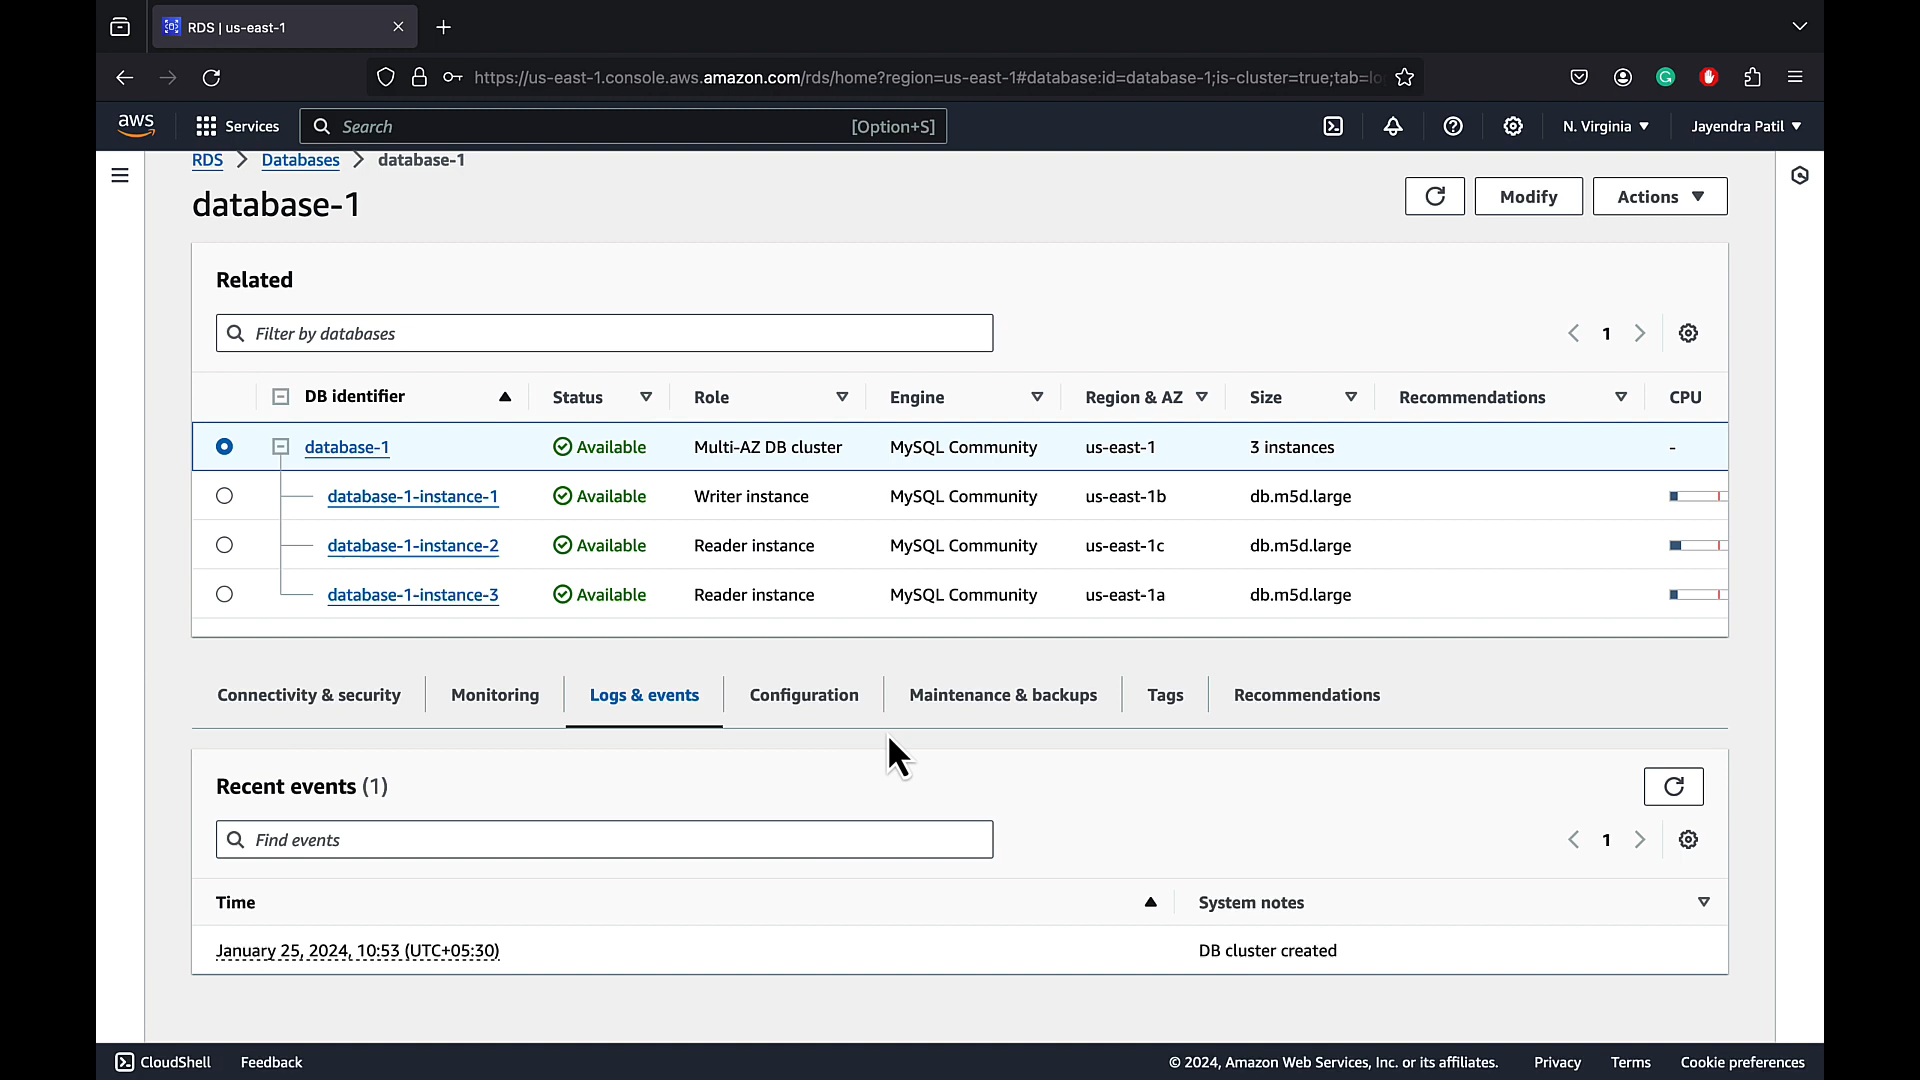 RDS | us-east-1
https://us-east-1.console.aws.amazon.com/rds/home?region=us-east-1#database:id=database-1;is-cluster=true;tab=lo
aws Services Search [Option+S] N. Virginia Jayendra Patil
RDS Databases database-1
database-1
Modify Actions
Related
Filter by databases
1
DB identifier Status Role Engine Region & AZ Size Recommendations CPU
database-1 Available Multi-AZ DB cluster MySQL Community us-east-1 3 instances -
database-1-instance-1 Available Writer instance MySQL Community us-east-1b db.m5d.large
database-1-instance-2 Available Reader instance MySQL Community us-east-1c db.m5d.large
database-1-instance-3 Available Reader instance MySQL Community us-east-1a db.m5d.large
Connectivity & security Monitoring Logs & events Configuration Maintenance & backups Tags Recommendations
Recent events (1)
Find events
1
Time System notes
January 25, 2024, 10:53 (UTC+05:30) DB cluster created
CloudShell Feedback © 2024, Amazon Web Services, Inc. or its affiliates. Privacy Terms Cookie preferences